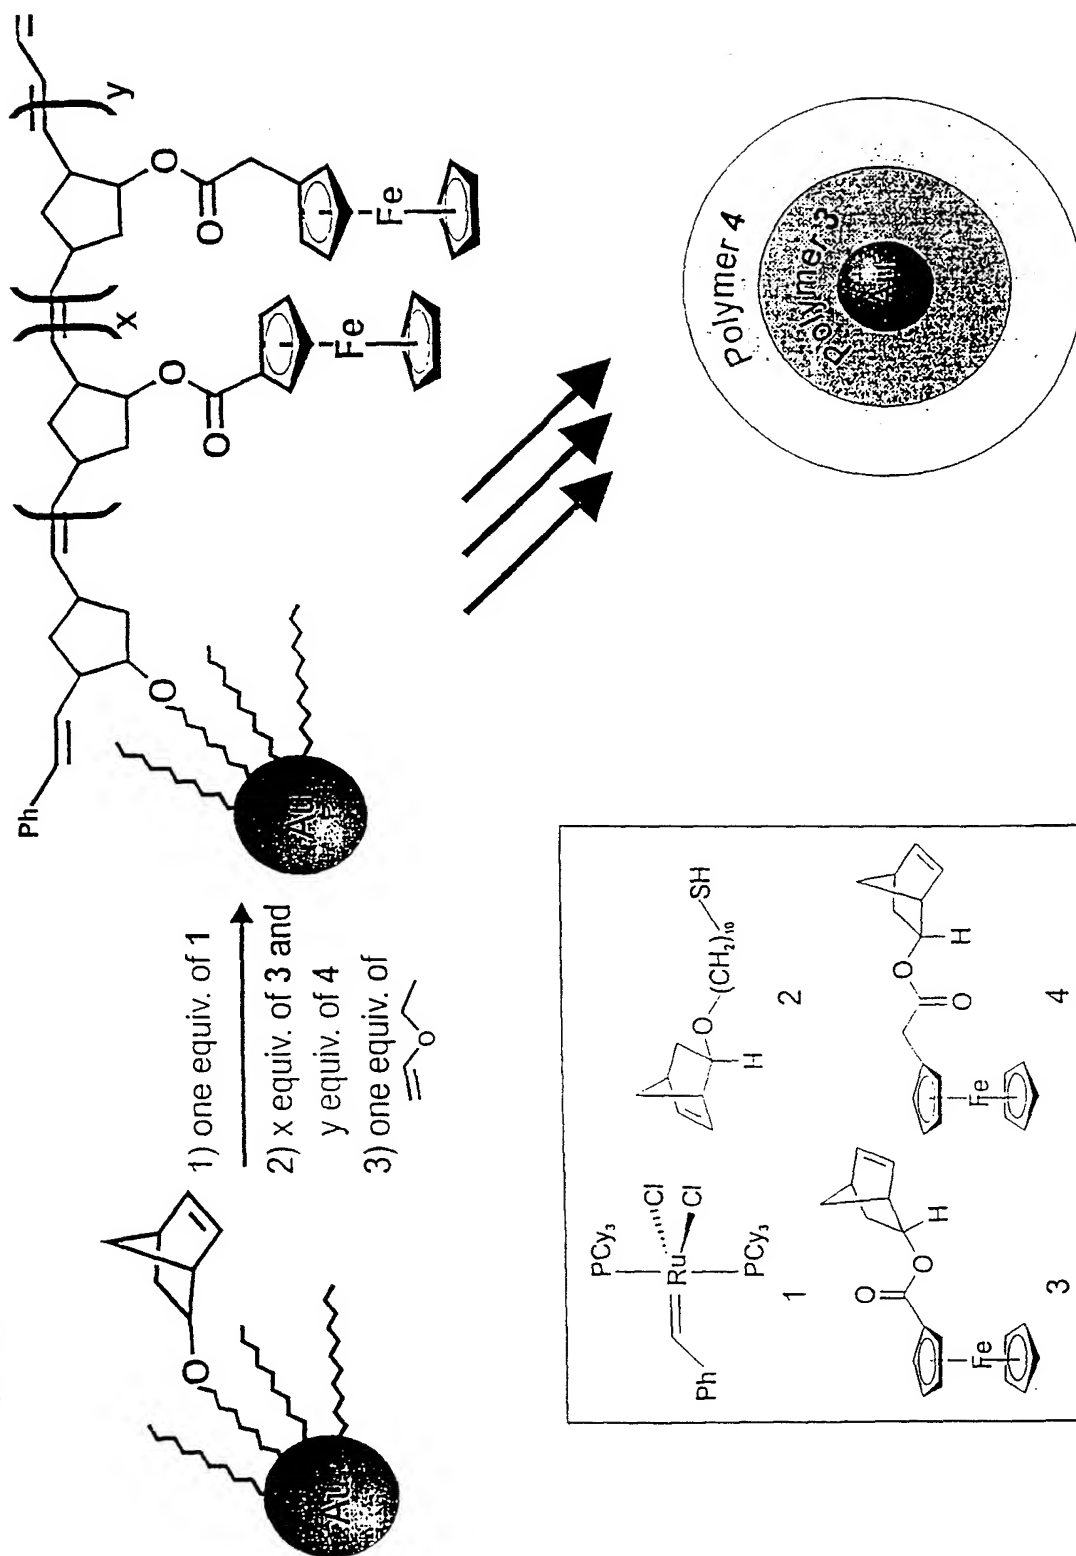 Au
O
1) one equiv. of 1
2) x equiv. of 3 and
y equiv. of 4
3) one equiv. of
O
Ph
Au
O
O
O
Fe
x
O
O
Fe
y
Ph
Ru
PCy3
PCy3
Cl
Cl
1
O
H
(CH2)10
SH
2
Fe
O
O
H
3
Fe
O
O
H
4
Polymer 4
Polymer 3
Au